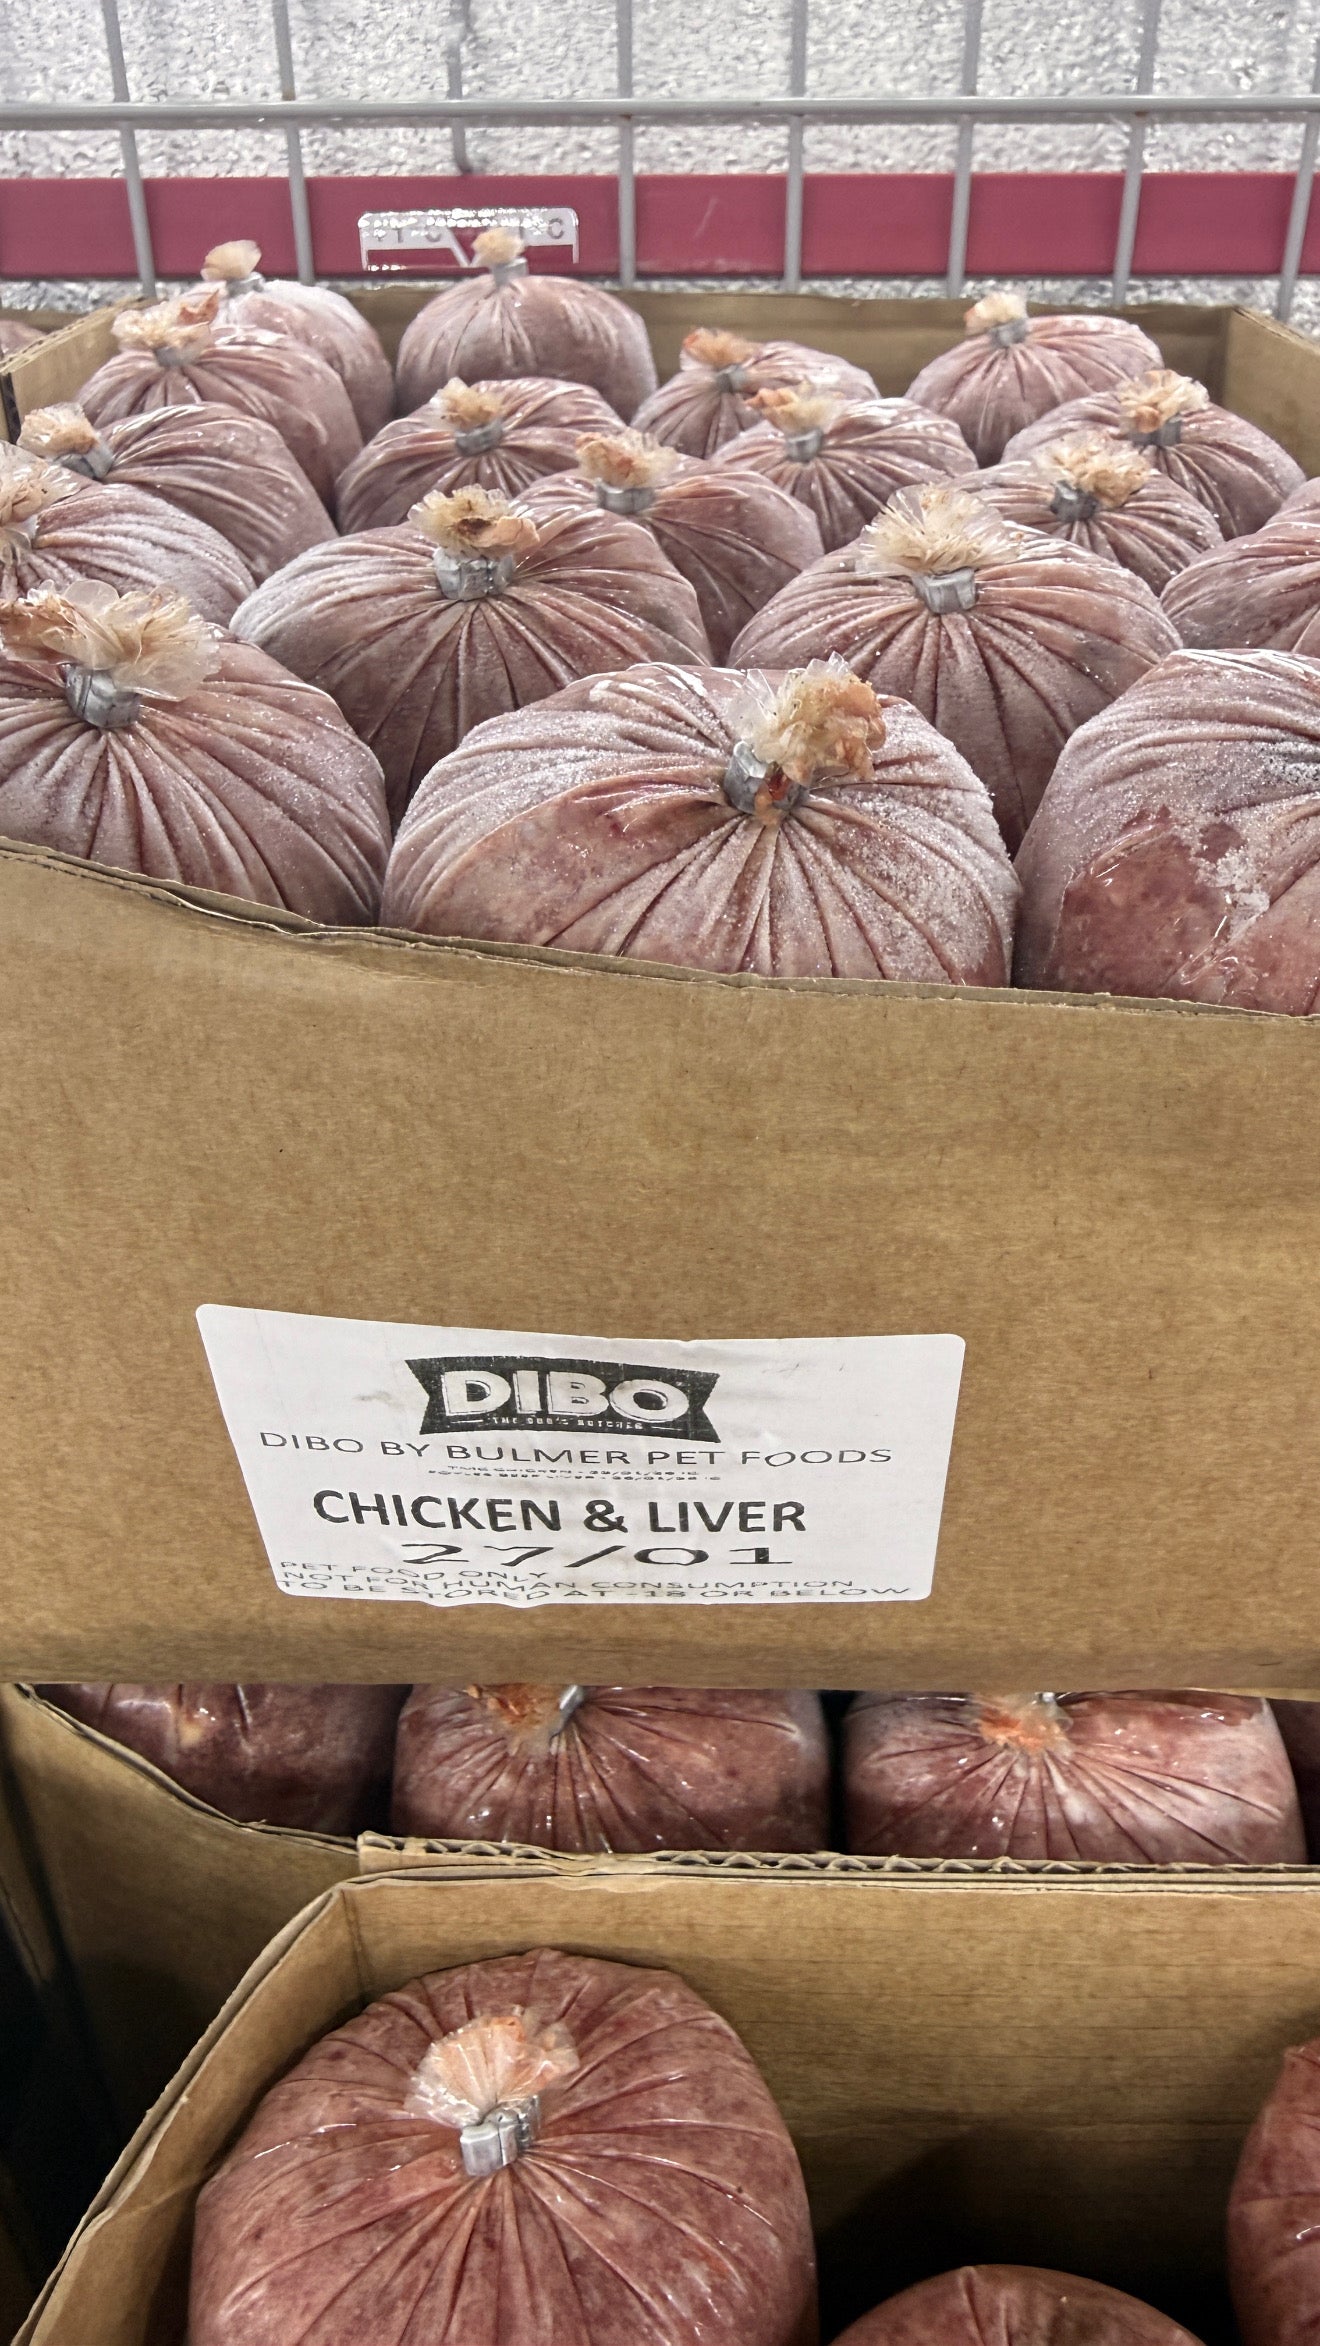 DIBO
THE DOG'S BUTCHER
DIBO BY BULMER PET FOODS
CHICKEN & LIVER
27/01
PET FOOD ONLY
NOT FOR HUMAN CONSUMPTION
TO BE STORED AT -18 OR BELOW